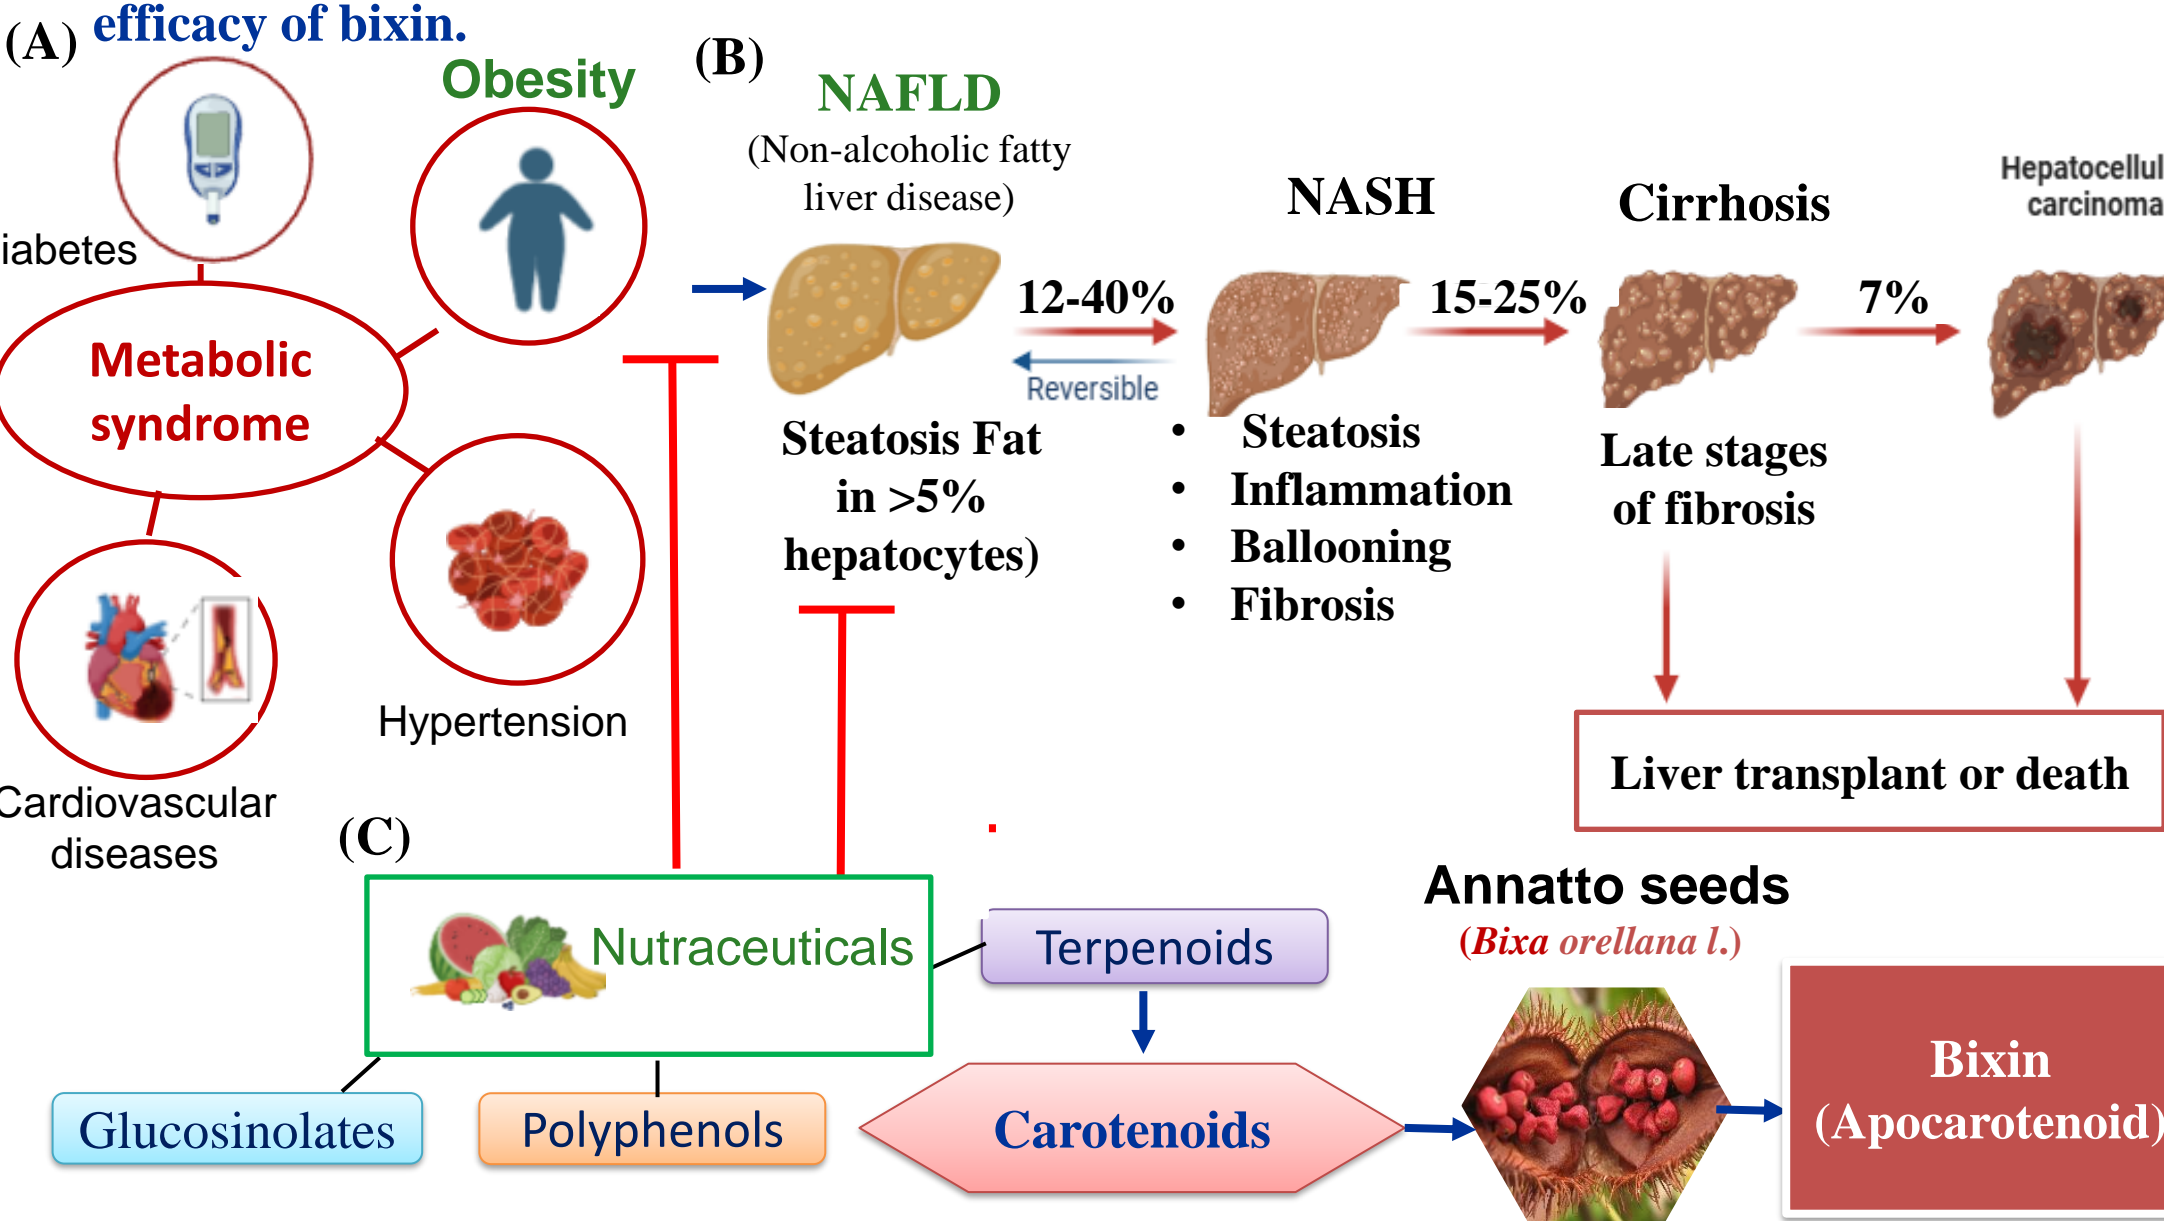 (A) efficacy of bixin.
Obesity
iabetes
Metabolic
syndrome
Hypertension
Cardiovascular
diseases
(B)
NAFLD
(Non-alcoholic fatty
liver disease)
NASH
Cirrhosis
Hepatocellul
carcinoma
12-40%
15-25%
7%
Reversible
Steatosis Fat
in >5%
hepatocytes)
• Steatosis
• Inflammation
• Ballooning
• Fibrosis
Late stages
of fibrosis
Liver transplant or death
(C)
Nutraceuticals
Terpenoids
Glucosinolates
Polyphenols
Carotenoids
Annatto seeds
(Bixa orellana l.)
Bixin
(Apocarotenoid)